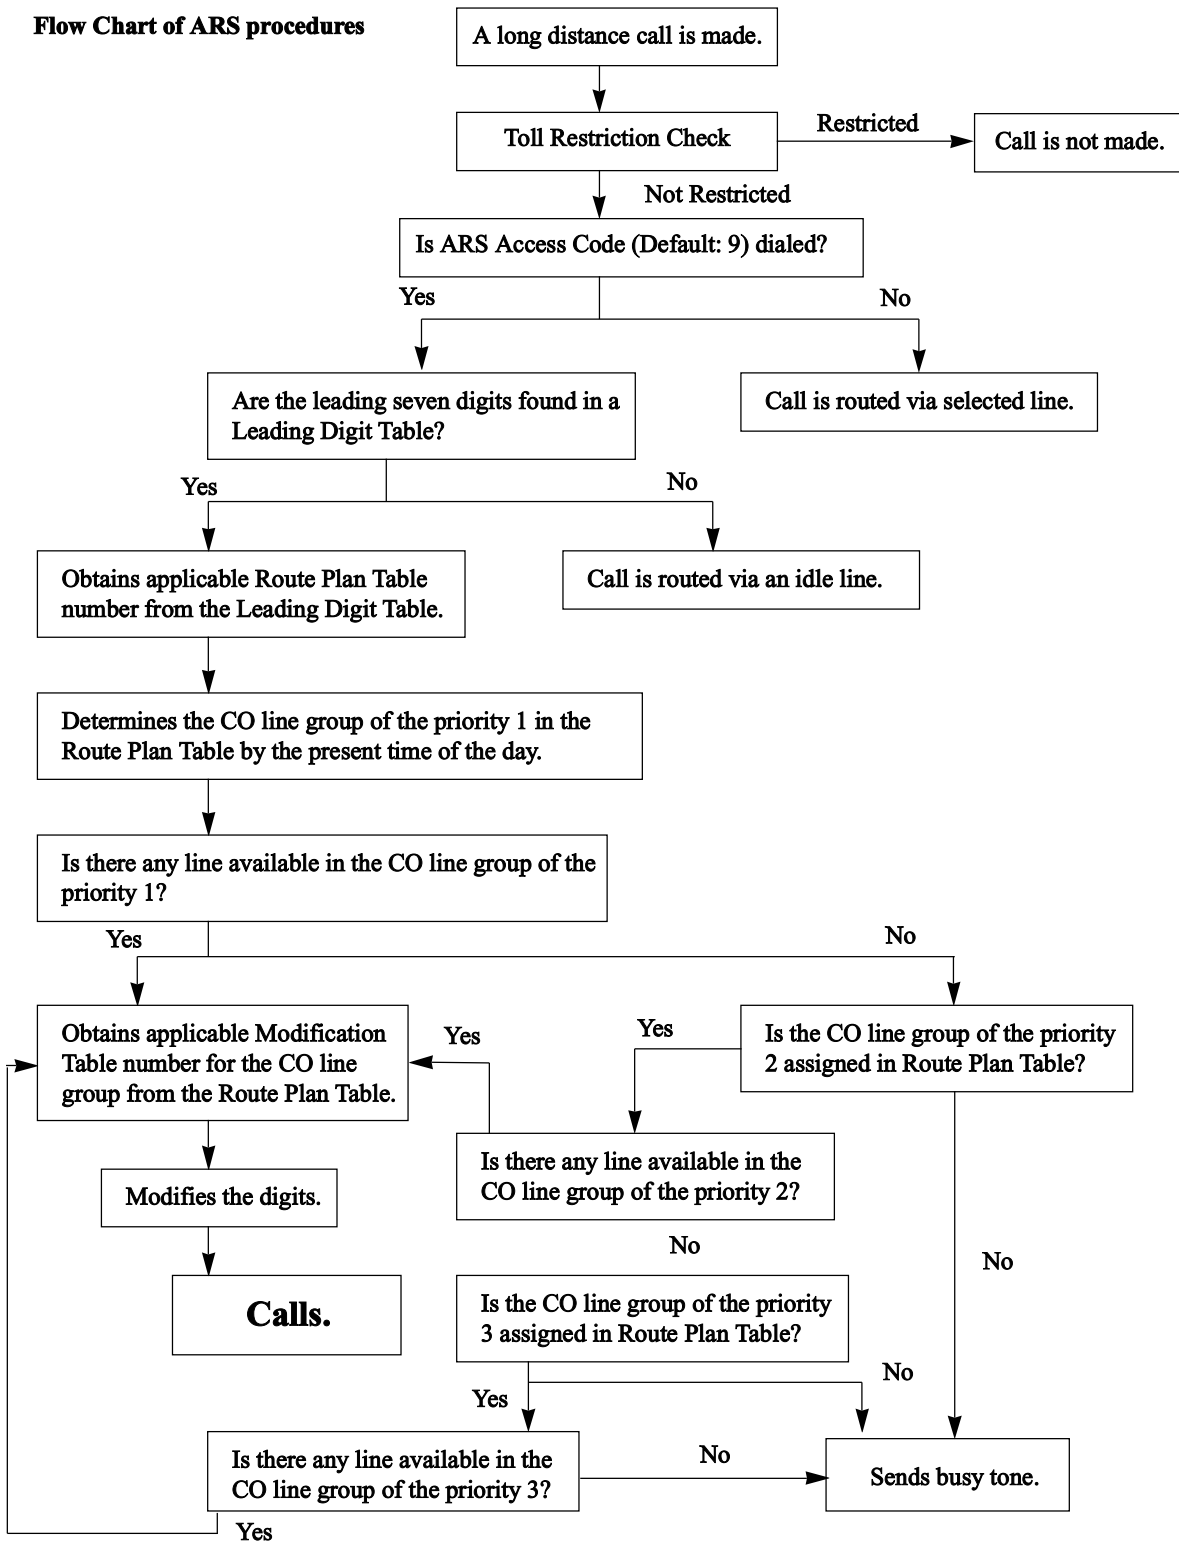 Flow Chart of ARS procedures
A long distance call is made.
Toll Restriction Check
Restricted
Call is not made.
Not Restricted
Is ARS Access Code (Default: 9) dialed?
Yes
No
Are the leading seven digits found in a
Leading Digit Table?
Call is routed via selected line.
Yes
No
Obtains applicable Route Plan Table
number from the Leading Digit Table.
Call is routed via an idle line.
Determines the CO line group of the priority 1 in the
Route Plan Table by the present time of the day.
Is there any line available in the CO line group of the
priority 1?
Yes
No
Obtains applicable Modification
Table number for the CO line
group from the Route Plan Table.
Yes
Yes
Is the CO line group of the priority
2 assigned in Route Plan Table?
Is there any line available in the
CO line group of the priority 2?
Modifies the digits.
No
No
Calls.
Is the CO line group of the priority
3 assigned in Route Plan Table?
Yes
No
Is there any line available in the
CO line group of the priority 3?
No
Sends busy tone.
Yes